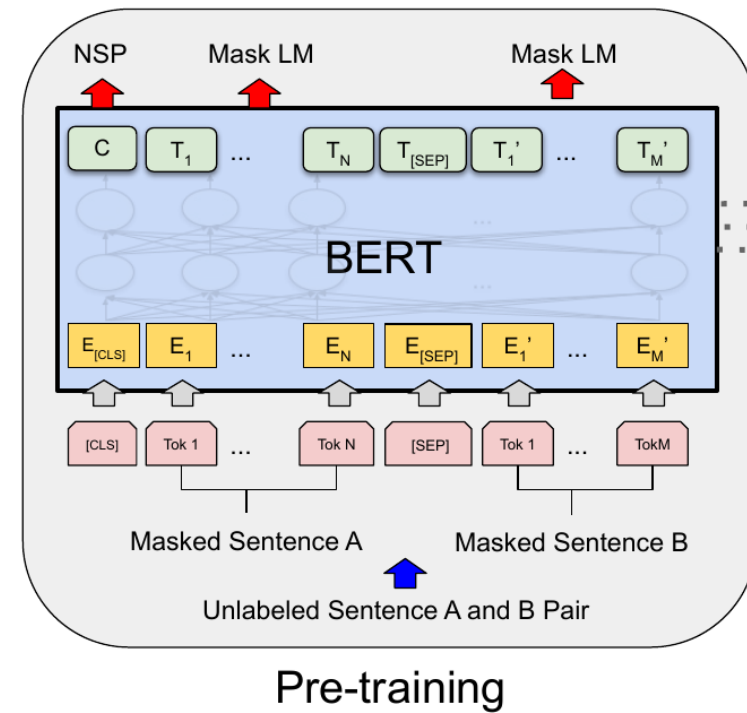 NSP Mask LM Mask LM
C T1 ... TN T[SEP] T1' ... TM'
...
BERT
...
E[CLS] E1 ... EN E[SEP] E1' ... EM'
[CLS] Tok 1 ... Tok N [SEP] Tok 1 ... TokM
Masked Sentence A Masked Sentence B
Unlabeled Sentence A and B Pair
Pre-training